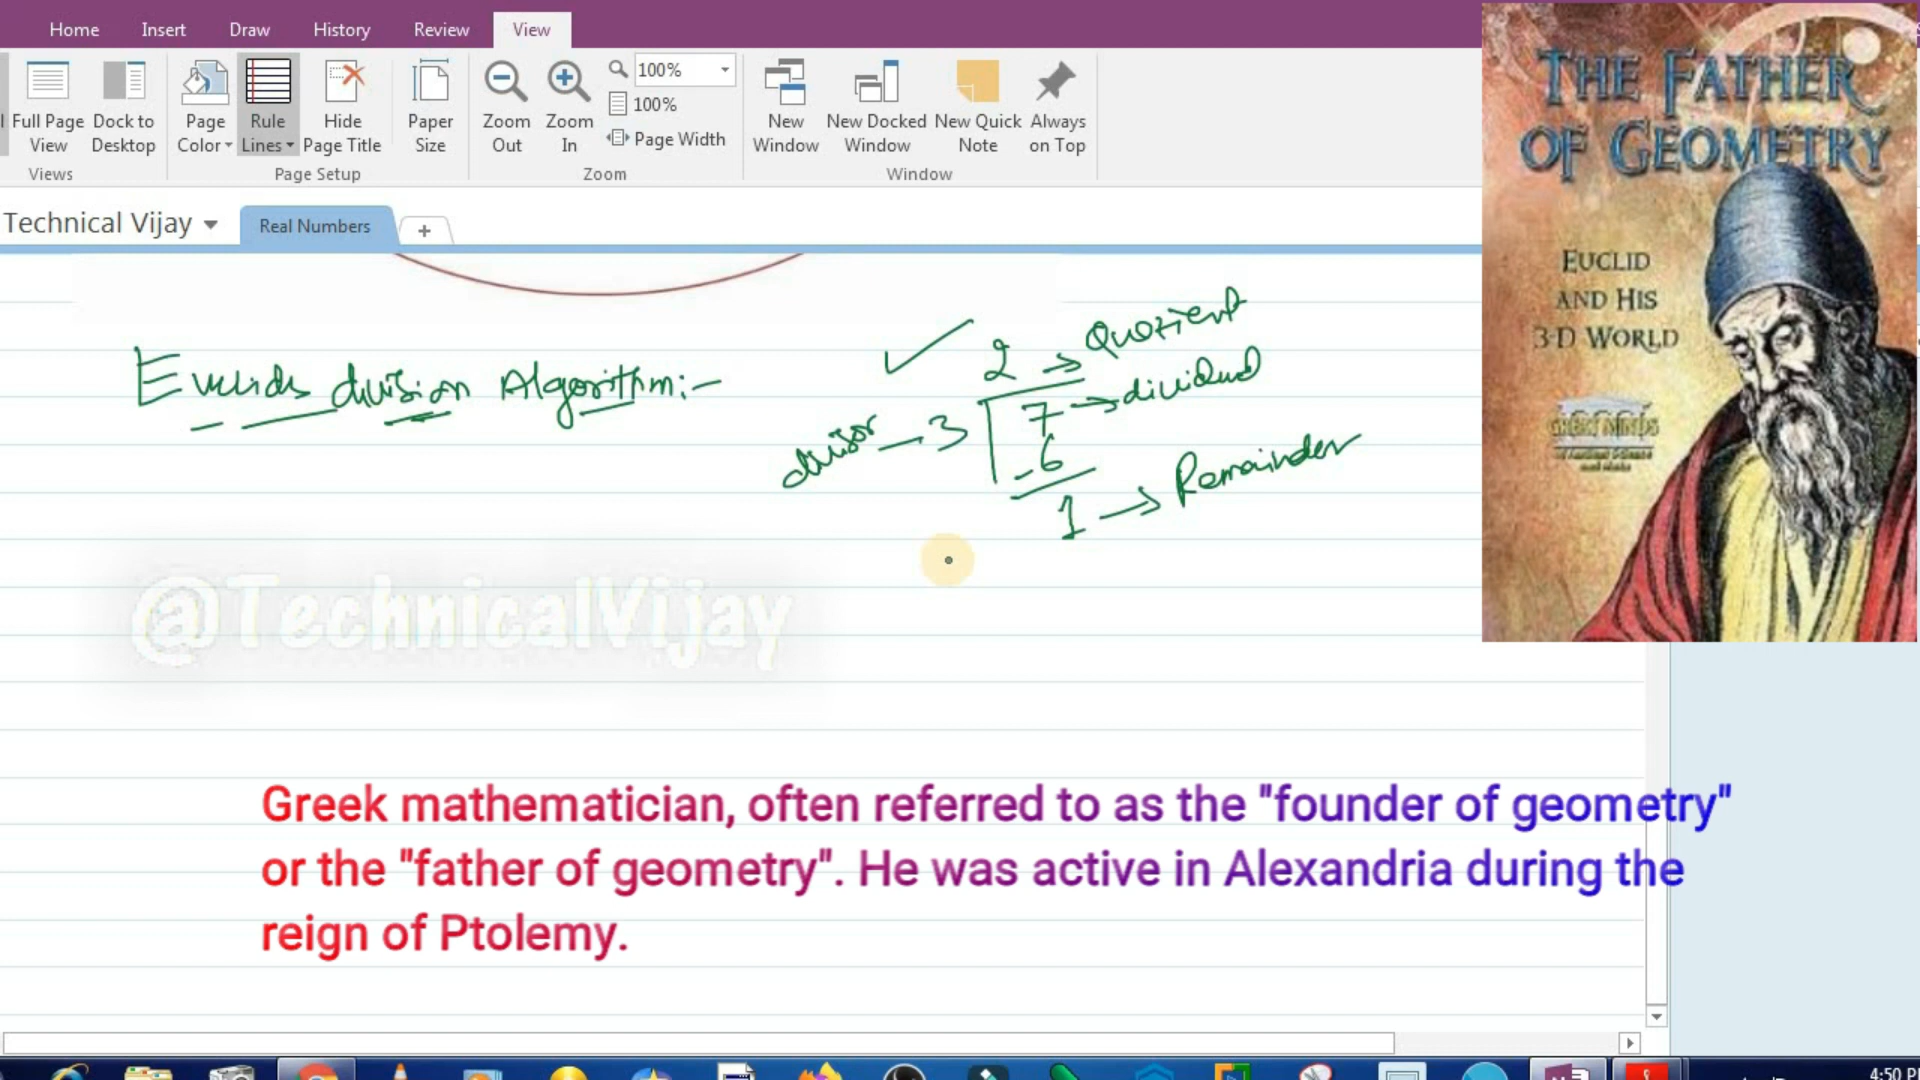 Home Insert Draw History Review View
Full Page View
Dock to Desktop
Page Color
Rule Lines
Hide Page Title
Paper Size
Zoom Out
Zoom In
100%
100%
Page Width
New Window
New Docked Window
New Quick Note
Always on Top
Views Page Setup Zoom Window
Technical Vijay Real Numbers +
THE FATHER
OF GEOMETRY
EUCLID
AND HIS
3-D WORLD
GREAT MINDS
Euclids division Algorithm:-
2 → Quotient
divisor - 3 7 → dividend
- 6
1 → Remainder
@TechnicalVijay
Greek mathematician, often referred to as the "founder of geometry"
or the "father of geometry". He was active in Alexandria during the
reign of Ptolemy.